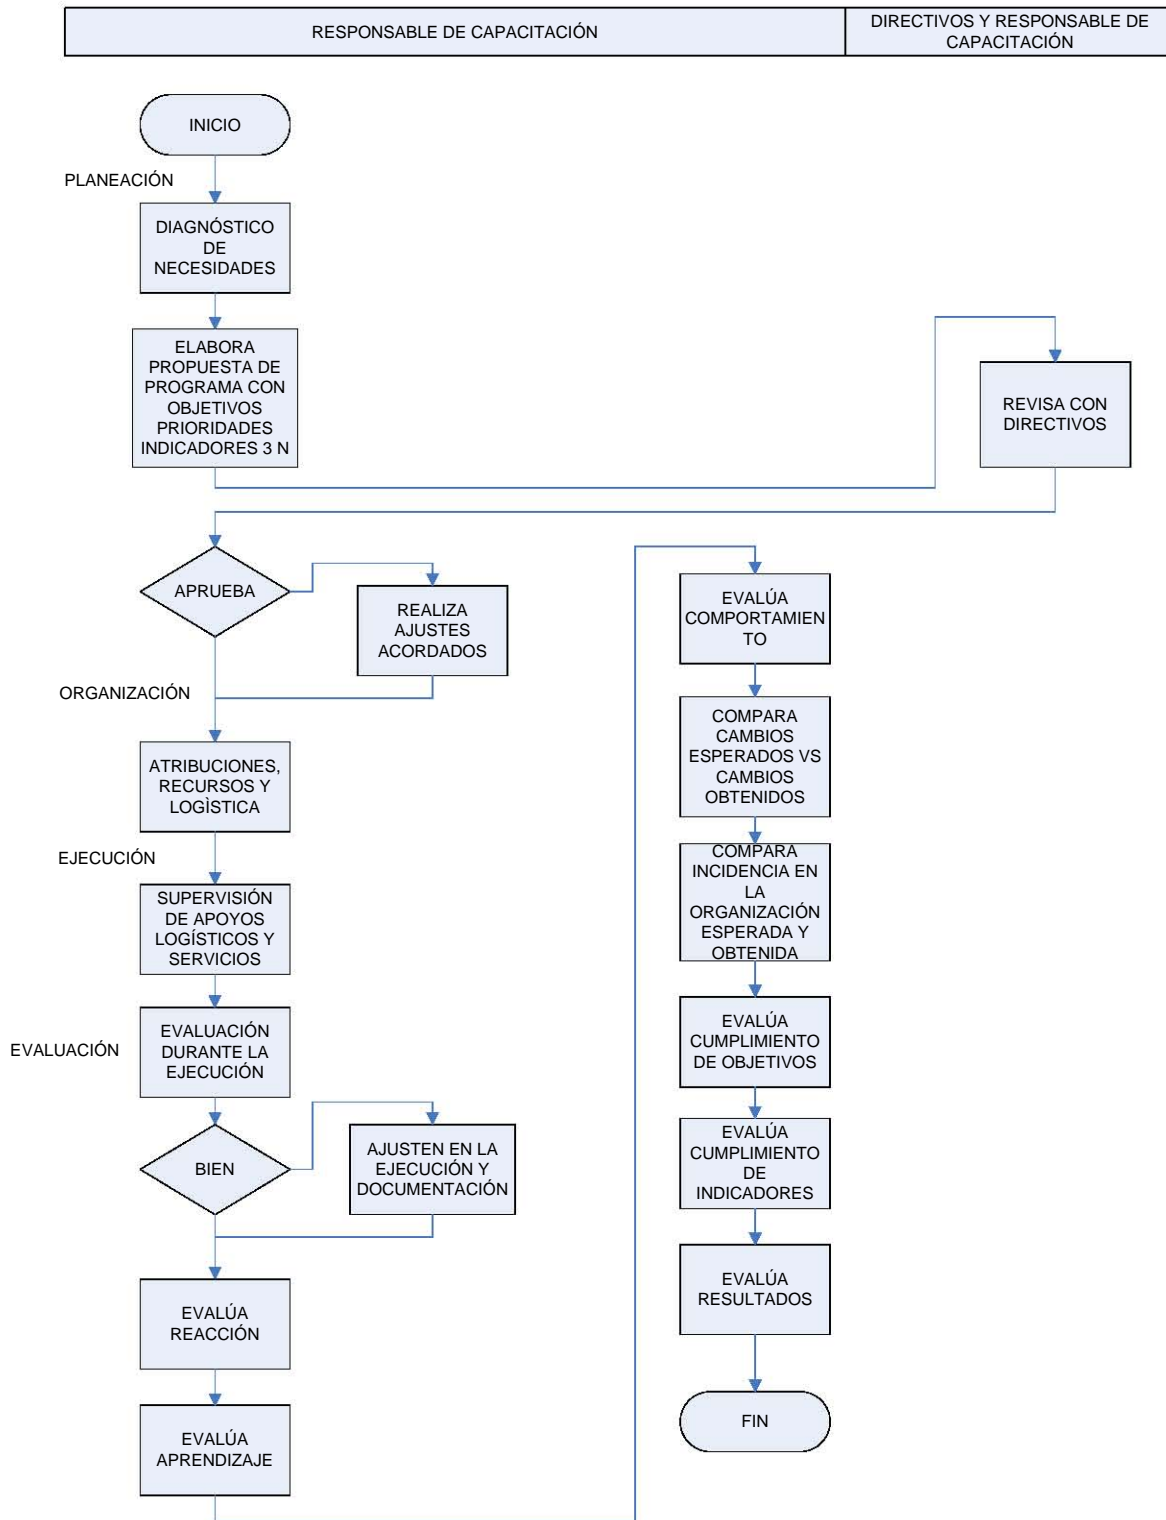 RESPONSABLE DE CAPACITACIÓN
DIRECTIVOS Y RESPONSABLE DE
CAPACITACIÓN
INICIO
PLANEACIÓN
DIAGNÓSTICO
DE
NECESIDADES
ELABORA
PROPUESTA DE
PROGRAMA CON
OBJETIVOS
PRIORIDADES
INDICADORES 3 N
REVISA CON
DIRECTIVOS
APRUEBA
REALIZA
AJUSTES
ACORDADOS
ORGANIZACIÓN
ATRIBUCIONES,
RECURSOS Y
LOGÌSTICA
EJECUCIÓN
SUPERVISIÓN
DE APOYOS
LOGÍSTICOS Y
SERVICIOS
EVALUACIÓN
EVALUACIÓN
DURANTE LA
EJECUCIÓN
BIEN
AJUSTEN EN LA
EJECUCIÓN Y
DOCUMENTACIÓN
EVALÚA
REACCIÓN
EVALÚA
APRENDIZAJE
EVALÚA
COMPORTAMIEN
TO
COMPARA
CAMBIOS
ESPERADOS VS
CAMBIOS
OBTENIDOS
COMPARA
INCIDENCIA EN
LA
ORGANIZACIÓN
ESPERADA Y
OBTENIDA
EVALÚA
CUMPLIMIENTO
DE OBJETIVOS
EVALÚA
CUMPLIMIENTO
DE
INDICADORES
EVALÚA
RESULTADOS
FIN